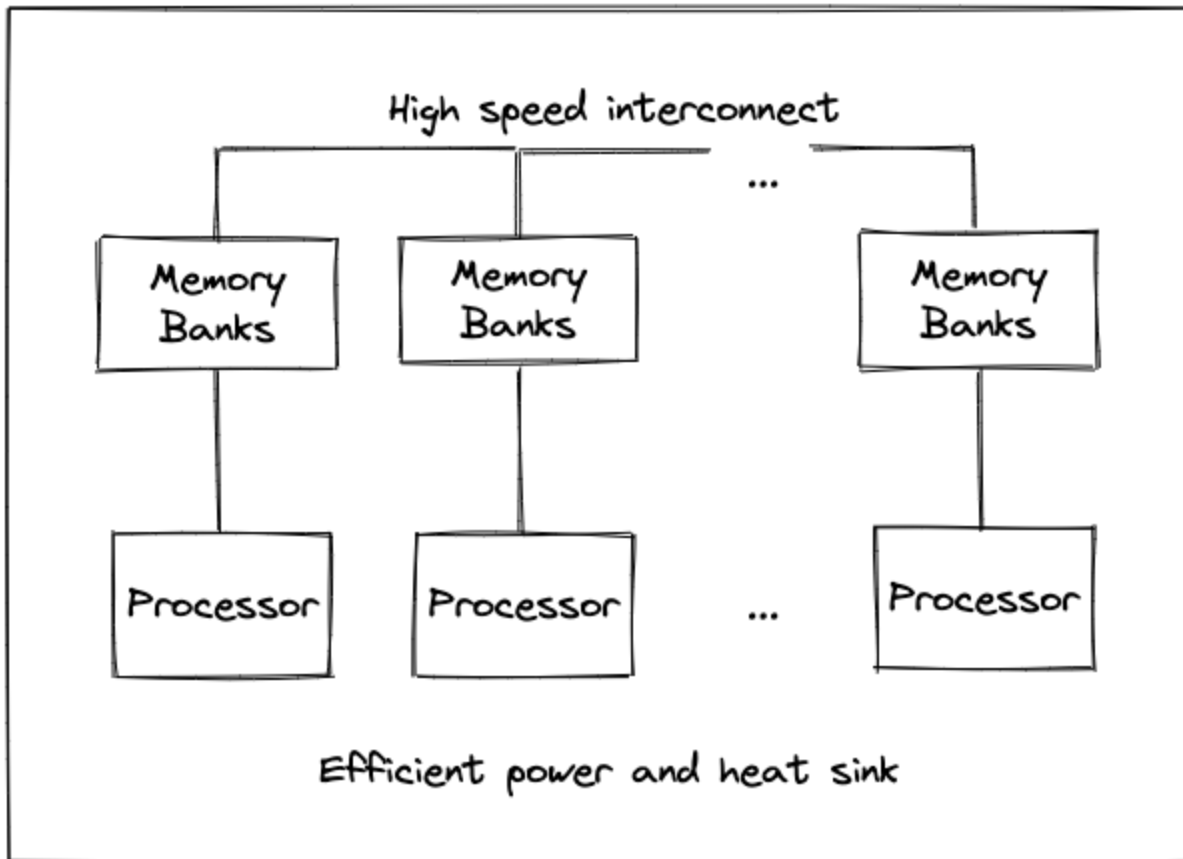 High speed interconnect
...
Memory
Banks
Memory
Banks
Memory
Banks
Processor
Processor
...
Processor
Efficient power and heat sink